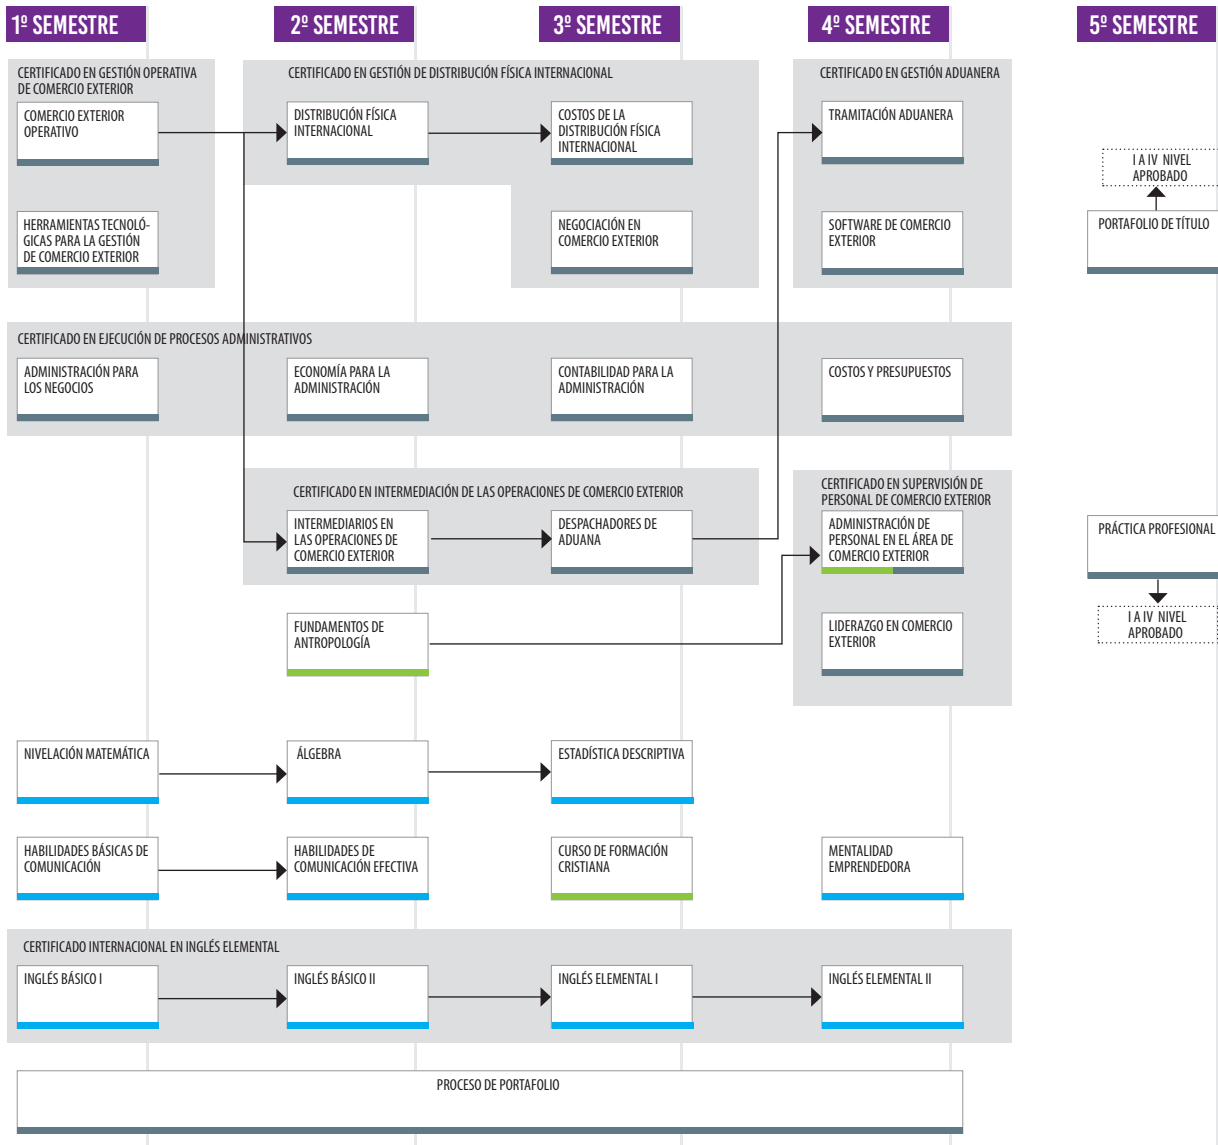 1º SEMESTRE
2º SEMESTRE
3º SEMESTRE
4º SEMESTRE
5º SEMESTRE
CERTIFICADO EN GESTIÓN OPERATIVA
DE COMERCIO EXTERIOR
CERTIFICADO EN GESTIÓN DE DISTRIBUCIÓN FÍSICA INTERNACIONAL
CERTIFICADO EN GESTIÓN ADUANERA
COMERCIO EXTERIOR
OPERATIVO
DISTRIBUCIÓN FÍSICA
INTERNACIONAL
COSTOS DE LA
DISTRIBUCIÓN FÍSICA
INTERNACIONAL
TRAMITACIÓN ADUANERA
I A IV NIVEL
APROBADO
HERRAMIENTAS TECNOLÓ-
GICAS PARA LA GESTIÓN
DE COMERCIO EXTERIOR
NEGOCIACIÓN EN
COMERCIO EXTERIOR
SOFTWARE DE COMERCIO
EXTERIOR
PORTAFOLIO DE TÍTULO
CERTIFICADO EN EJECUCIÓN DE PROCESOS ADMINISTRATIVOS
ADMINISTRACIÓN PARA
LOS NEGOCIOS
ECONOMÍA PARA LA
ADMINISTRACIÓN
CONTABILIDAD PARA LA
ADMINISTRACIÓN
COSTOS Y PRESUPUESTOS
CERTIFICADO EN INTERMEDIACIÓN DE LAS OPERACIONES DE COMERCIO EXTERIOR
CERTIFICADO EN SUPERVISIÓN DE
PERSONAL DE COMERCIO EXTERIOR
INTERMEDIARIOS EN
LAS OPERACIONES DE
COMERCIO EXTERIOR
DESPACHADORES DE
ADUANA
ADMINISTRACIÓN DE
PERSONAL EN EL ÁREA DE
COMERCIO EXTERIOR
PRÁCTICA PROFESIONAL
I A IV NIVEL
APROBADO
FUNDAMENTOS DE
ANTROPOLOGÍA
LIDERAZGO EN COMERCIO
EXTERIOR
NIVELACIÓN MATEMÁTICA
ÁLGEBRA
ESTADÍSTICA DESCRIPTIVA
HABILIDADES BÁSICAS DE
COMUNICACIÓN
HABILIDADES DE
COMUNICACIÓN EFECTIVA
CURSO DE FORMACIÓN
CRISTIANA
MENTALIDAD
EMPRENDEDORA
CERTIFICADO INTERNACIONAL EN INGLÉS ELEMENTAL
INGLÉS BÁSICO I
INGLÉS BÁSICO II
INGLÉS ELEMENTAL I
INGLÉS ELEMENTAL II
PROCESO DE PORTAFOLIO